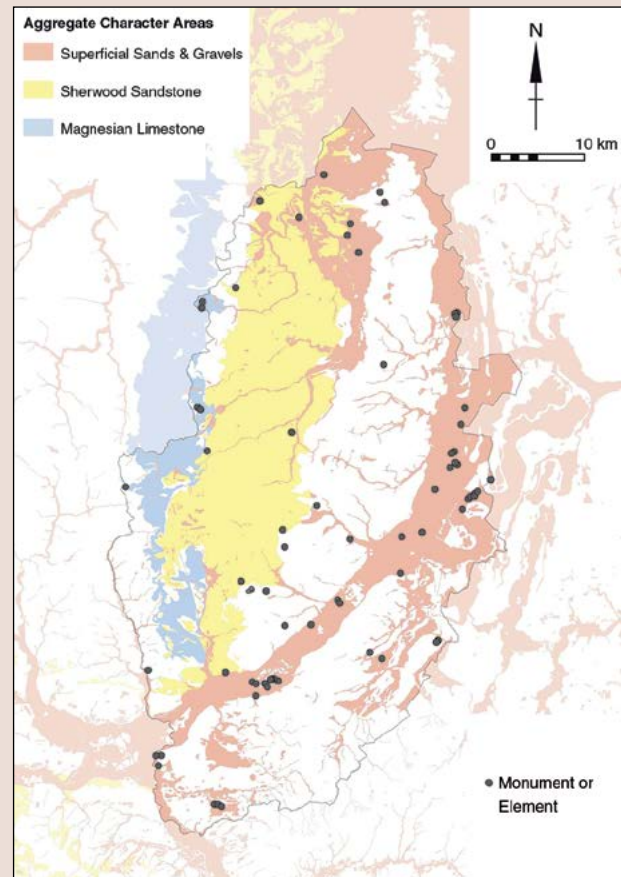 Aggregate Character Areas
Superficial Sands & Gravels
Sherwood Sandstone
Magnesian Limestone
N
0 10 km
Monument or
Element